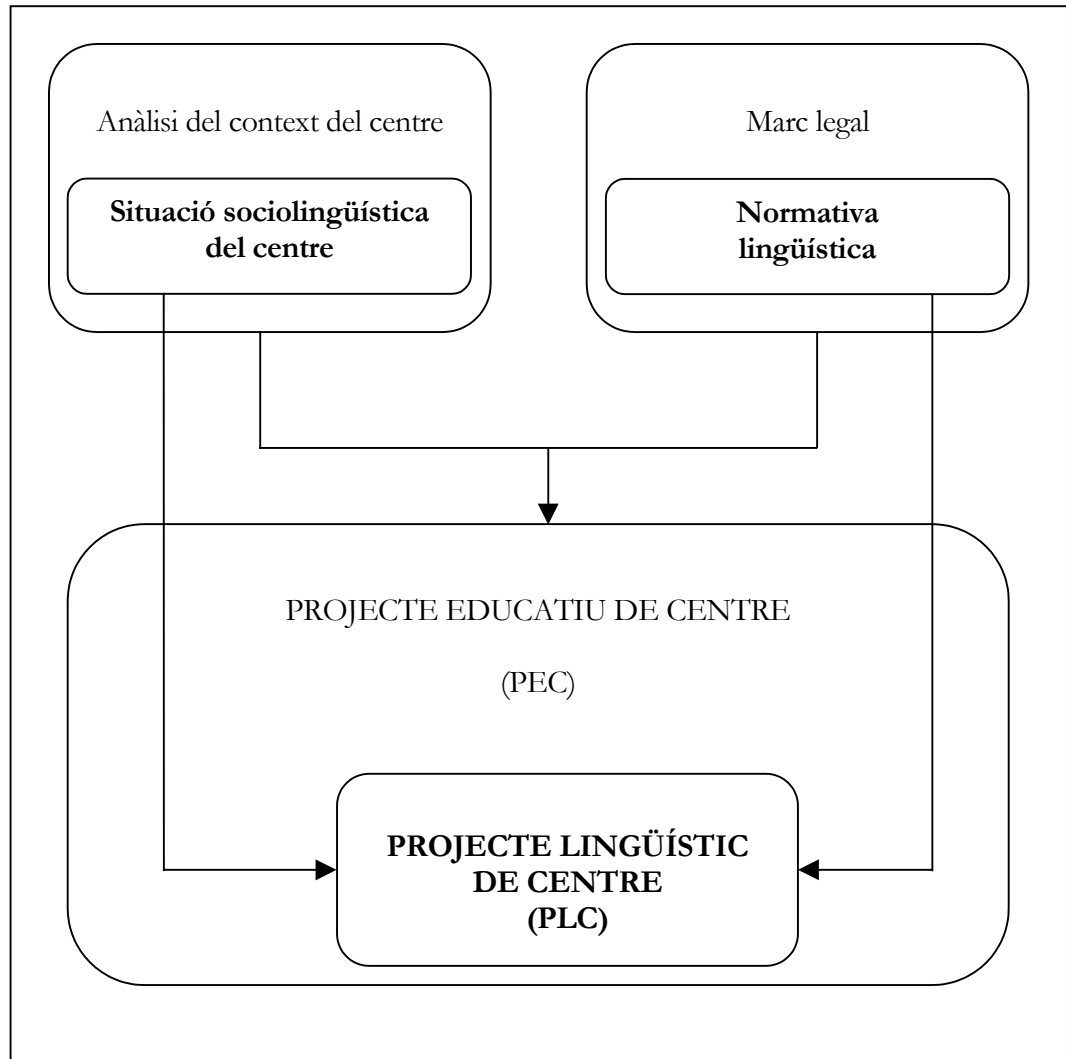 Anàlisi del context del centre
Situació sociolingüística
del centre
Marc legal
Normativa
lingüística
PROJECTE EDUCATIU DE CENTRE
(PEC)
PROJECTE LINGÜÍSTIC
DE CENTRE
(PLC)